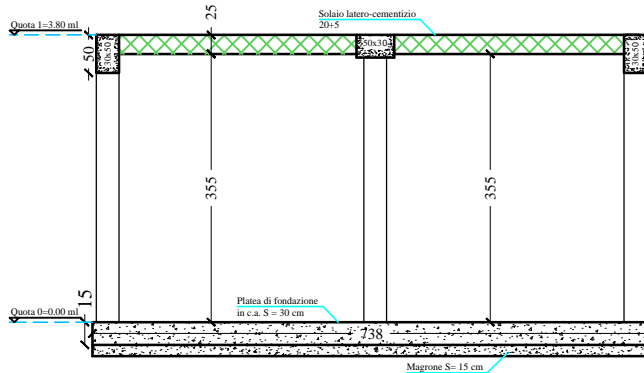 25
Solaio latero-cementizio
20+5
Quota 1=3.80 ml
50
30x50
50x30
30x50
355
355
15
Quota 0=0.00 ml
Platea di fondazione
in c.a. S = 30 cm
738
Magrone S= 15 cm